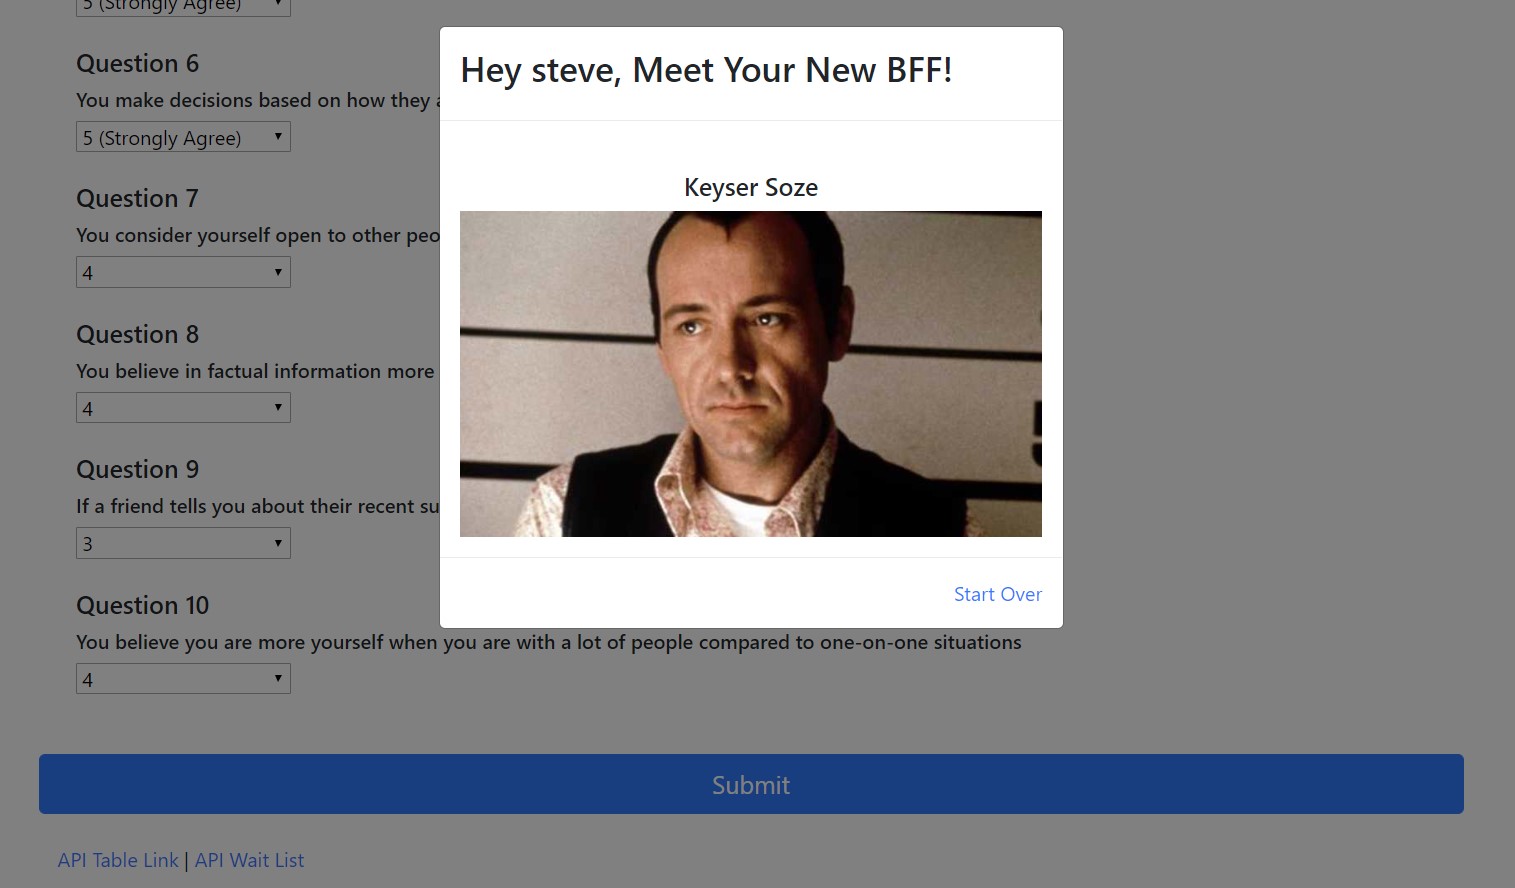 5 (Strongly Agree)
Question 6
You make decisions based on how they
5 (Strongly Agree)
Question 7
You consider yourself open to other peo
4
Question 8
You believe in factual information more
4
Question 9
If a friend tells you about their recent su
3
Question 10
You believe you are more yourself when you are with a lot of people compared to one-on-one situations
4
Submit
API Table Link | API Wait List
Hey steve, Meet Your New BFF!
Keyser Soze
Start Over